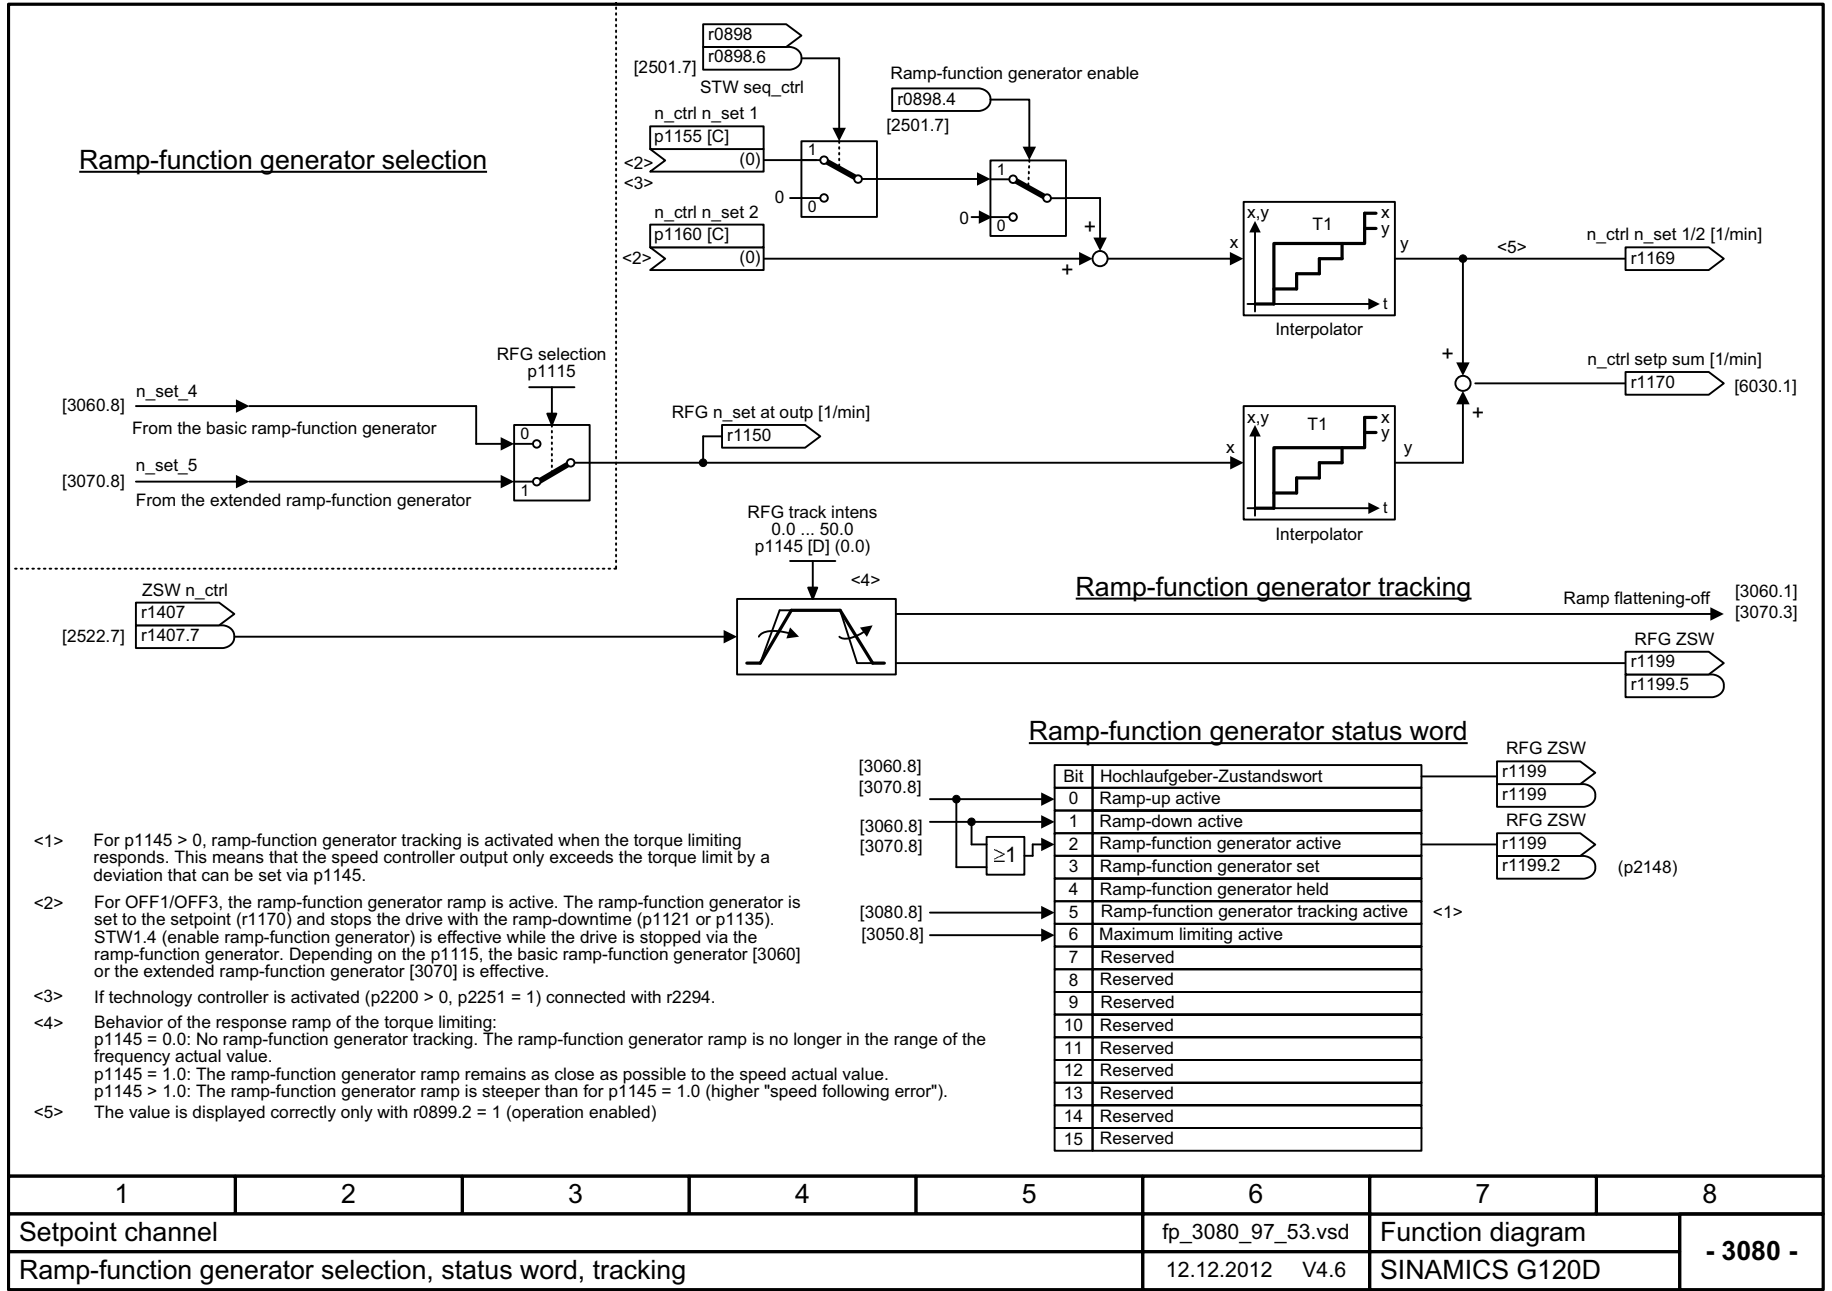 r0898
r0898.6
[2501.7]
STW seq_ctrl
Ramp-function generator enable
r0898.4
[2501.7]
n_ctrl n_set 1
p1155 [C]
<2>
(0)
<3>
1
0
0
1
0
0
Ramp-function generator selection
n_ctrl n_set 2
p1160 [C]
<2>
(0)
+
+
x
x,y
T1
x
y
t
y
Interpolator
<5>
n_ctrl n_set 1/2 [1/min]
r1169
RFG selection
p1115
[3060.8]
n_set_4
From the basic ramp-function generator
0
[3070.8]
n_set_5
From the extended ramp-function generator
1
RFG n_set at outp [1/min]
r1150
x
x,y
T1
x
y
t
y
Interpolator
+
+
n_ctrl setp sum [1/min]
r1170
[6030.1]
RFG track intens
0.0 ... 50.0
p1145 [D] (0.0)
<4>
Ramp-function generator tracking
ZSW n_ctrl
r1407
[2522.7]
r1407.7
Ramp flattening-off
[3060.1]
[3070.3]
RFG ZSW
r1199
r1199.5
Ramp-function generator status word
[3060.8]
[3070.8]
[3060.8]
[3070.8]
≥1
[3080.8]
[3050.8]
Bit Hochlaufgeber-Zustandswort
0 Ramp-up active
1 Ramp-down active
2 Ramp-function generator active
3 Ramp-function generator set
4 Ramp-function generator held
5 Ramp-function generator tracking active <1>
6 Maximum limiting active
7 Reserved
8 Reserved
9 Reserved
10 Reserved
11 Reserved
12 Reserved
13 Reserved
14 Reserved
15 Reserved
RFG ZSW
r1199
r1199
RFG ZSW
r1199
r1199.2
(p2148)
<1> For p1145 > 0, ramp-function generator tracking is activated when the torque limiting
responds. This means that the speed controller output only exceeds the torque limit by a
deviation that can be set via p1145.
<2> For OFF1/OFF3, the ramp-function generator ramp is active. The ramp-function generator is
set to the setpoint (r1170) and stops the drive with the ramp-downtime (p1121 or p1135).
STW1.4 (enable ramp-function generator) is effective while the drive is stopped via the
ramp-function generator. Depending on the p1115, the basic ramp-function generator [3060]
or the extended ramp-function generator [3070] is effective.
<3> If technology controller is activated (p2200 > 0, p2251 = 1) connected with r2294.
<4> Behavior of the response ramp of the torque limiting:
p1145 = 0.0: No ramp-function generator tracking. The ramp-function generator ramp is no longer in the range of the
frequency actual value.
p1145 = 1.0: The ramp-function generator ramp remains as close as possible to the speed actual value.
p1145 > 1.0: The ramp-function generator ramp is steeper than for p1145 = 1.0 (higher "speed following error").
<5> The value is displayed correctly only with r0899.2 = 1 (operation enabled)
1 2 3 4 5 6 7 8
Setpoint channel
fp_3080_97_53.vsd
Function diagram
- 3080 -
Ramp-function generator selection, status word, tracking
12.12.2012 V4.6
SINAMICS G120D